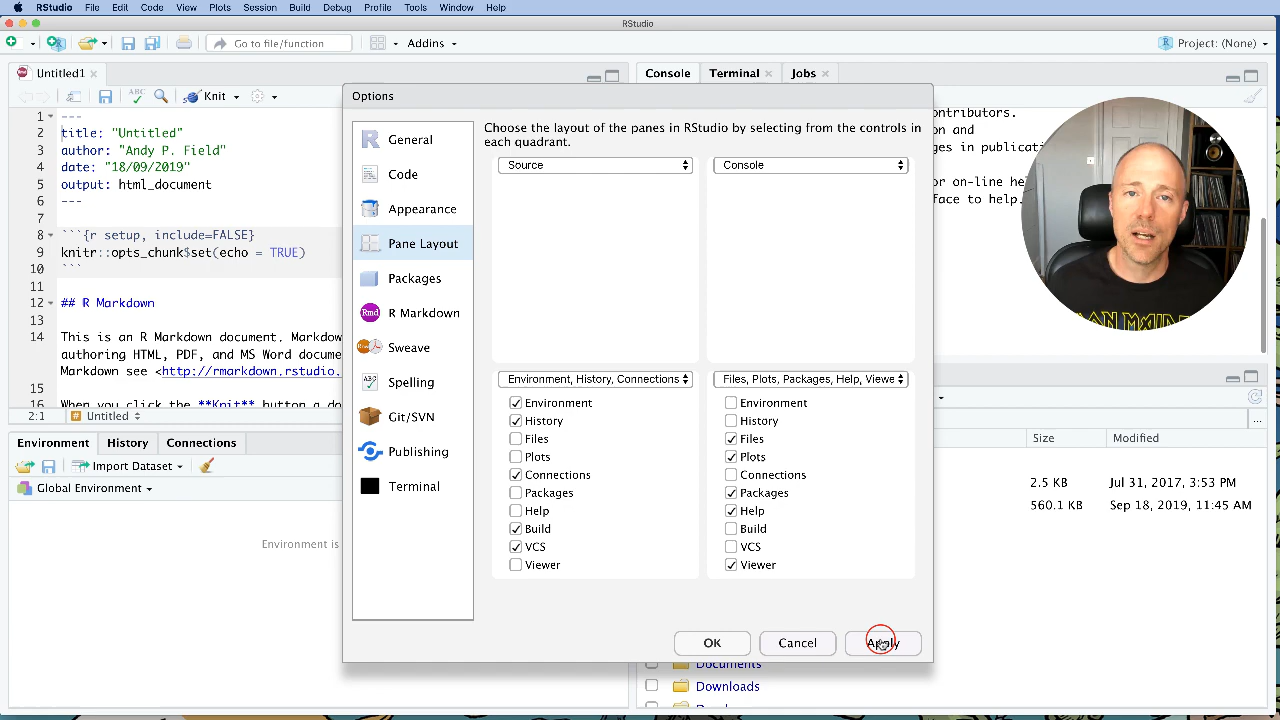 RStudio File Edit Code View Plots Session Build Debug Profile Tools Window Help
RStudio
Go to file/function
Addins
Project: (None)
Untitled1
Console Terminal Jobs
ABC
Knit
1 ---
2 title: "Untitled"
3 author: "Andy P. Field"
4 date: "18/09/2019"
5 output: html_document
6 ---
7
8 ```{r setup, include=FALSE}
9 knitr::opts_chunk$set(echo = TRUE)
10 ```
11
12 ## R Markdown
13
14 This is an R Markdown document. Markdow
authoring HTML, PDF, and MS Word docume
Markdown see <http://rmarkdown.rstudio.
15
16 When you click the **Knit** button a do
2:1 Untitled
Environment History Connections
Import Dataset
Global Environment
Environment is
Options
General
Code
Appearance
Pane Layout
Packages
Rmd R Markdown
Sweave
ABC Spelling
Git/SVN
Publishing
Terminal
Choose the layout of the panes in RStudio by selecting from the controls in
each quadrant.
Source
Console
Environment, History, Connections
Environment
History
Files
Plots
Connections
Packages
Help
Build
VCS
Viewer
Files, Plots, Packages, Help, Viewe
Environment
History
Files
Plots
Connections
Packages
Help
Build
VCS
Viewer
OK Cancel Apply
ontributors.
on and
ges in publicatio
or on-line he
face to help.
IRON MAIDEN
Size Modified
2.5 KB Jul 31, 2017, 3:53 PM
560.1 KB Sep 18, 2019, 11:45 AM
Documents
Downloads